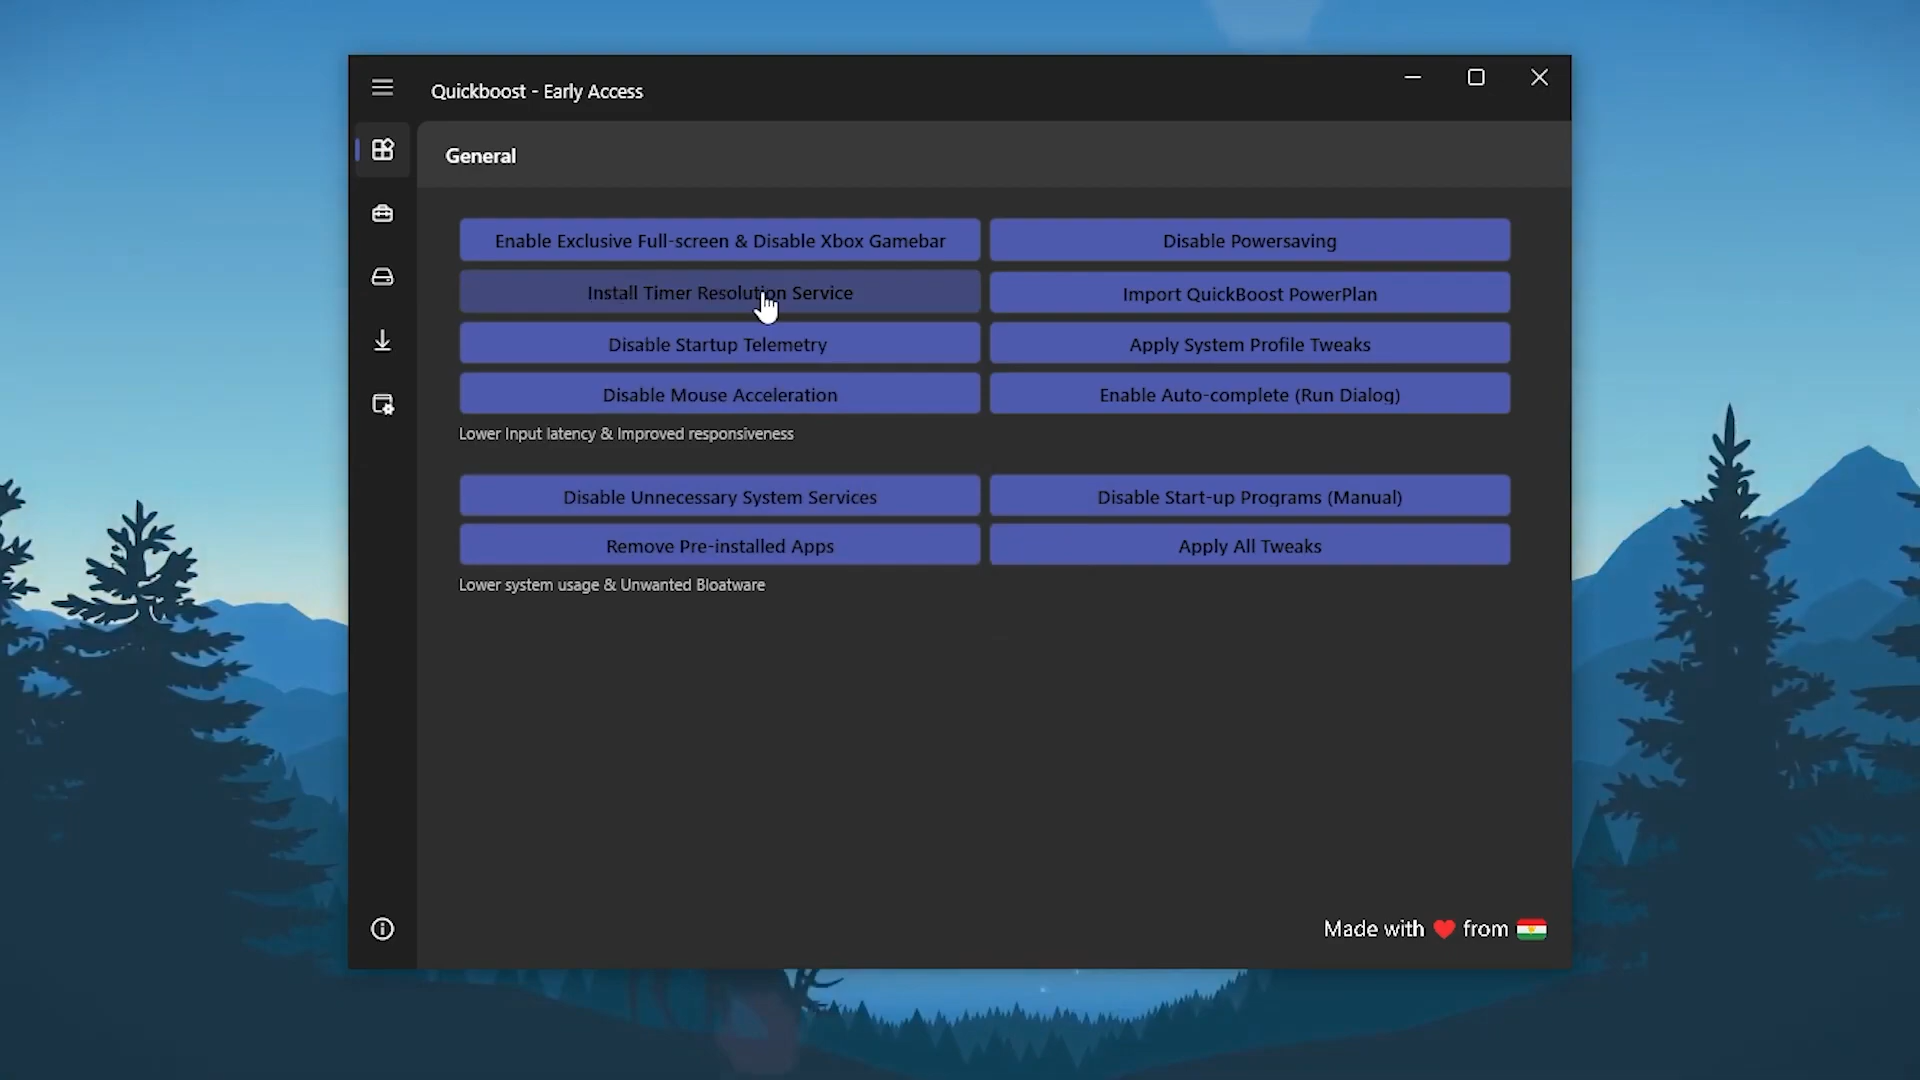 Quickboost - Early Access
General
Enable Exclusive Full-screen & Disable Xbox Gamebar
Disable Powersaving
Install Timer Resolution Service
Import QuickBoost PowerPlan
Disable Startup Telemetry
Apply System Profile Tweaks
Disable Mouse Acceleration
Enable Auto-complete (Run Dialog)
Lower Input latency & Improved responsiveness
Disable Unnecessary System Services
Disable Start-up Programs (Manual)
Remove Pre-installed Apps
Apply All Tweaks
Lower system usage & Unwanted Bloatware
Made with ❤ from